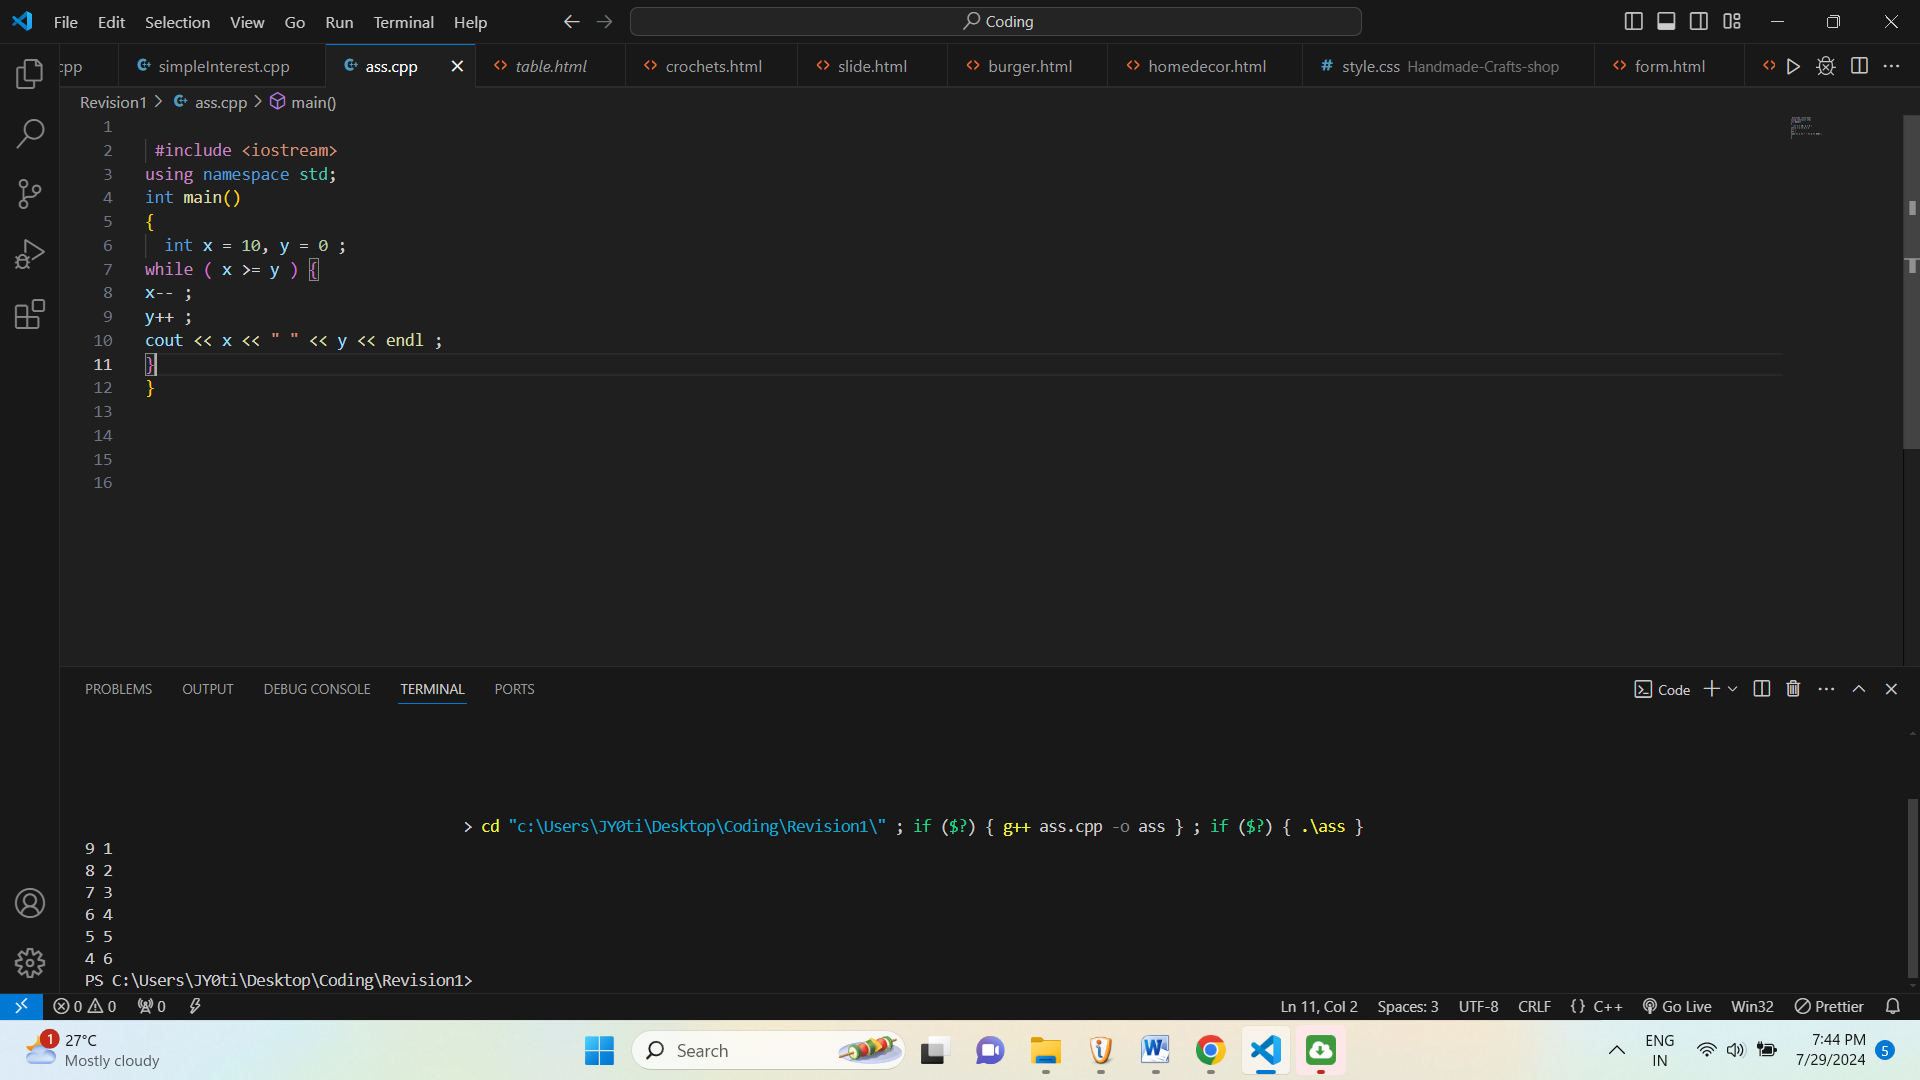 File Edit Selection View Go Run Terminal Help Coding
cpp simpleInterest.cpp ass.cpp table.html crochets.html slide.html burger.html homedecor.html # style.css Handmade-Crafts-shop form.html
Revision1 > ass.cpp > main()
1
2 #include <iostream>
3 using namespace std;
4 int main()
5 {
6 int x = 10, y = 0 ;
7 while ( x >= y ) {
8 x-- ;
9 y++ ;
10 cout << x << " " << y << endl ;
11 }
12 }
13
14
15
16
PROBLEMS OUTPUT DEBUG CONSOLE TERMINAL PORTS Code
> cd "c:\Users\JY0ti\Desktop\Coding\Revision1\" ; if ($?) { g++ ass.cpp -o ass } ; if ($?) { .\ass }
9 1
8 2
7 3
6 4
5 5
4 6
PS C:\Users\JY0ti\Desktop\Coding\Revision1>
0 0 0 Ln 11, Col 2 Spaces: 3 UTF-8 CRLF {} C++ Go Live Win32 Prettier
1 27°C
Mostly cloudy
Search
ENG
IN
7:44 PM
7/29/2024
5